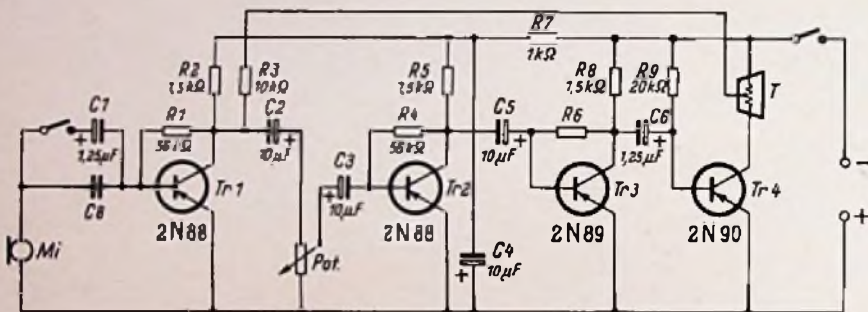 R7
1kΩ
R2
1,5kΩ
R3
10kΩ
R5
1,5kΩ
R8
1,5kΩ
R9
20kΩ
T
C1
1,25µF
R1
56kΩ
C2
10µF
R4
56kΩ
C5
10µF
R6
C6
1,25µF
C3
10µF
C8
Tr1
Tr2
Tr3
Tr4
2N88
2N88
2N89
2N90
Mi
Pot.
C4
10µF
+
+
+
+
+
+
−
+